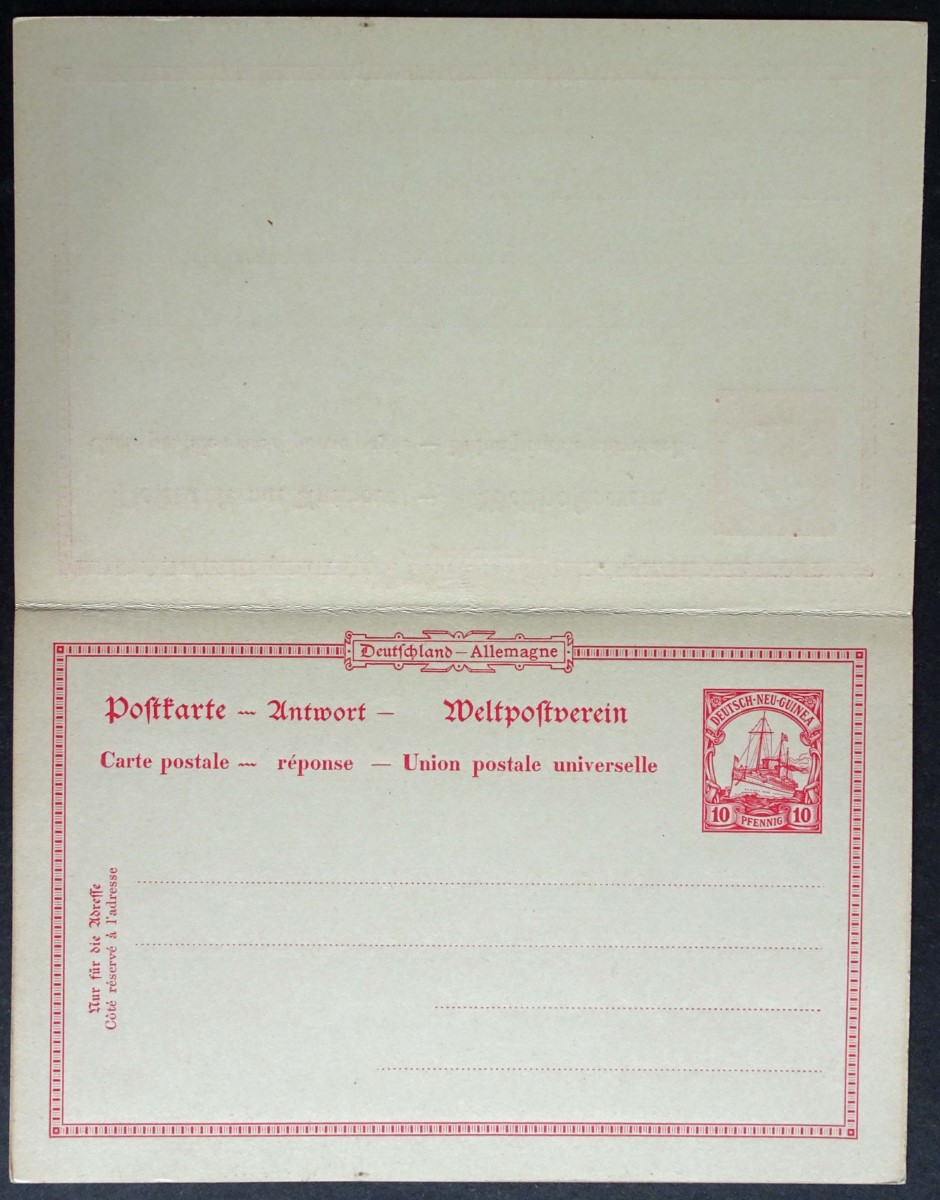 Deutschland – Allemagne
Postkarte — Antwort — Weltpostverein
Carte postale — réponse — Union postale universelle
DEUTSCH-NEU-GUINEA
10 PFENNIG 10
Nur für die Adresse
Côté réservé à l'adresse